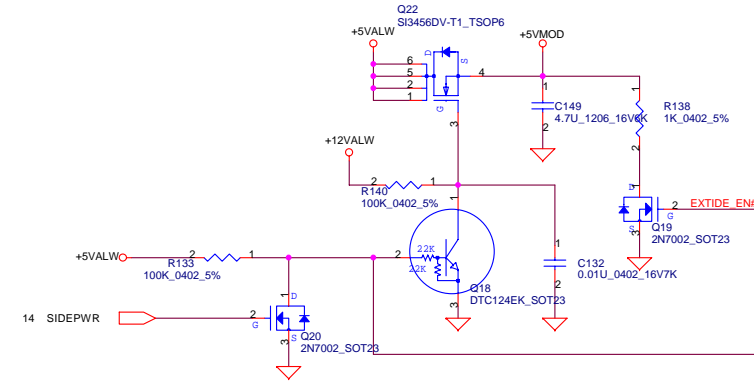 Q22
SI3456DV-T1_TSOP6
+5VALW
+5VMOD
D
S
G
6
5
2
1
4
3
1
C149
4.7U_1206_16V6K
2
1
R138
1K_0402_5%
2
+12VALW
2
1
R140
100K_0402_5%
1
D
2
EXTIDE_EN#
G
S
3
Q19
2N7002_SOT23
+5VALW
2
1
R133
100K_0402_5%
2
22K
22K
1
C132
0.01U_0402_16V7K
2
Q18
DTC124EK_SOT23
3
1
D
14 SIDEPWR
2
G
S
3
Q20
2N7002_SOT23